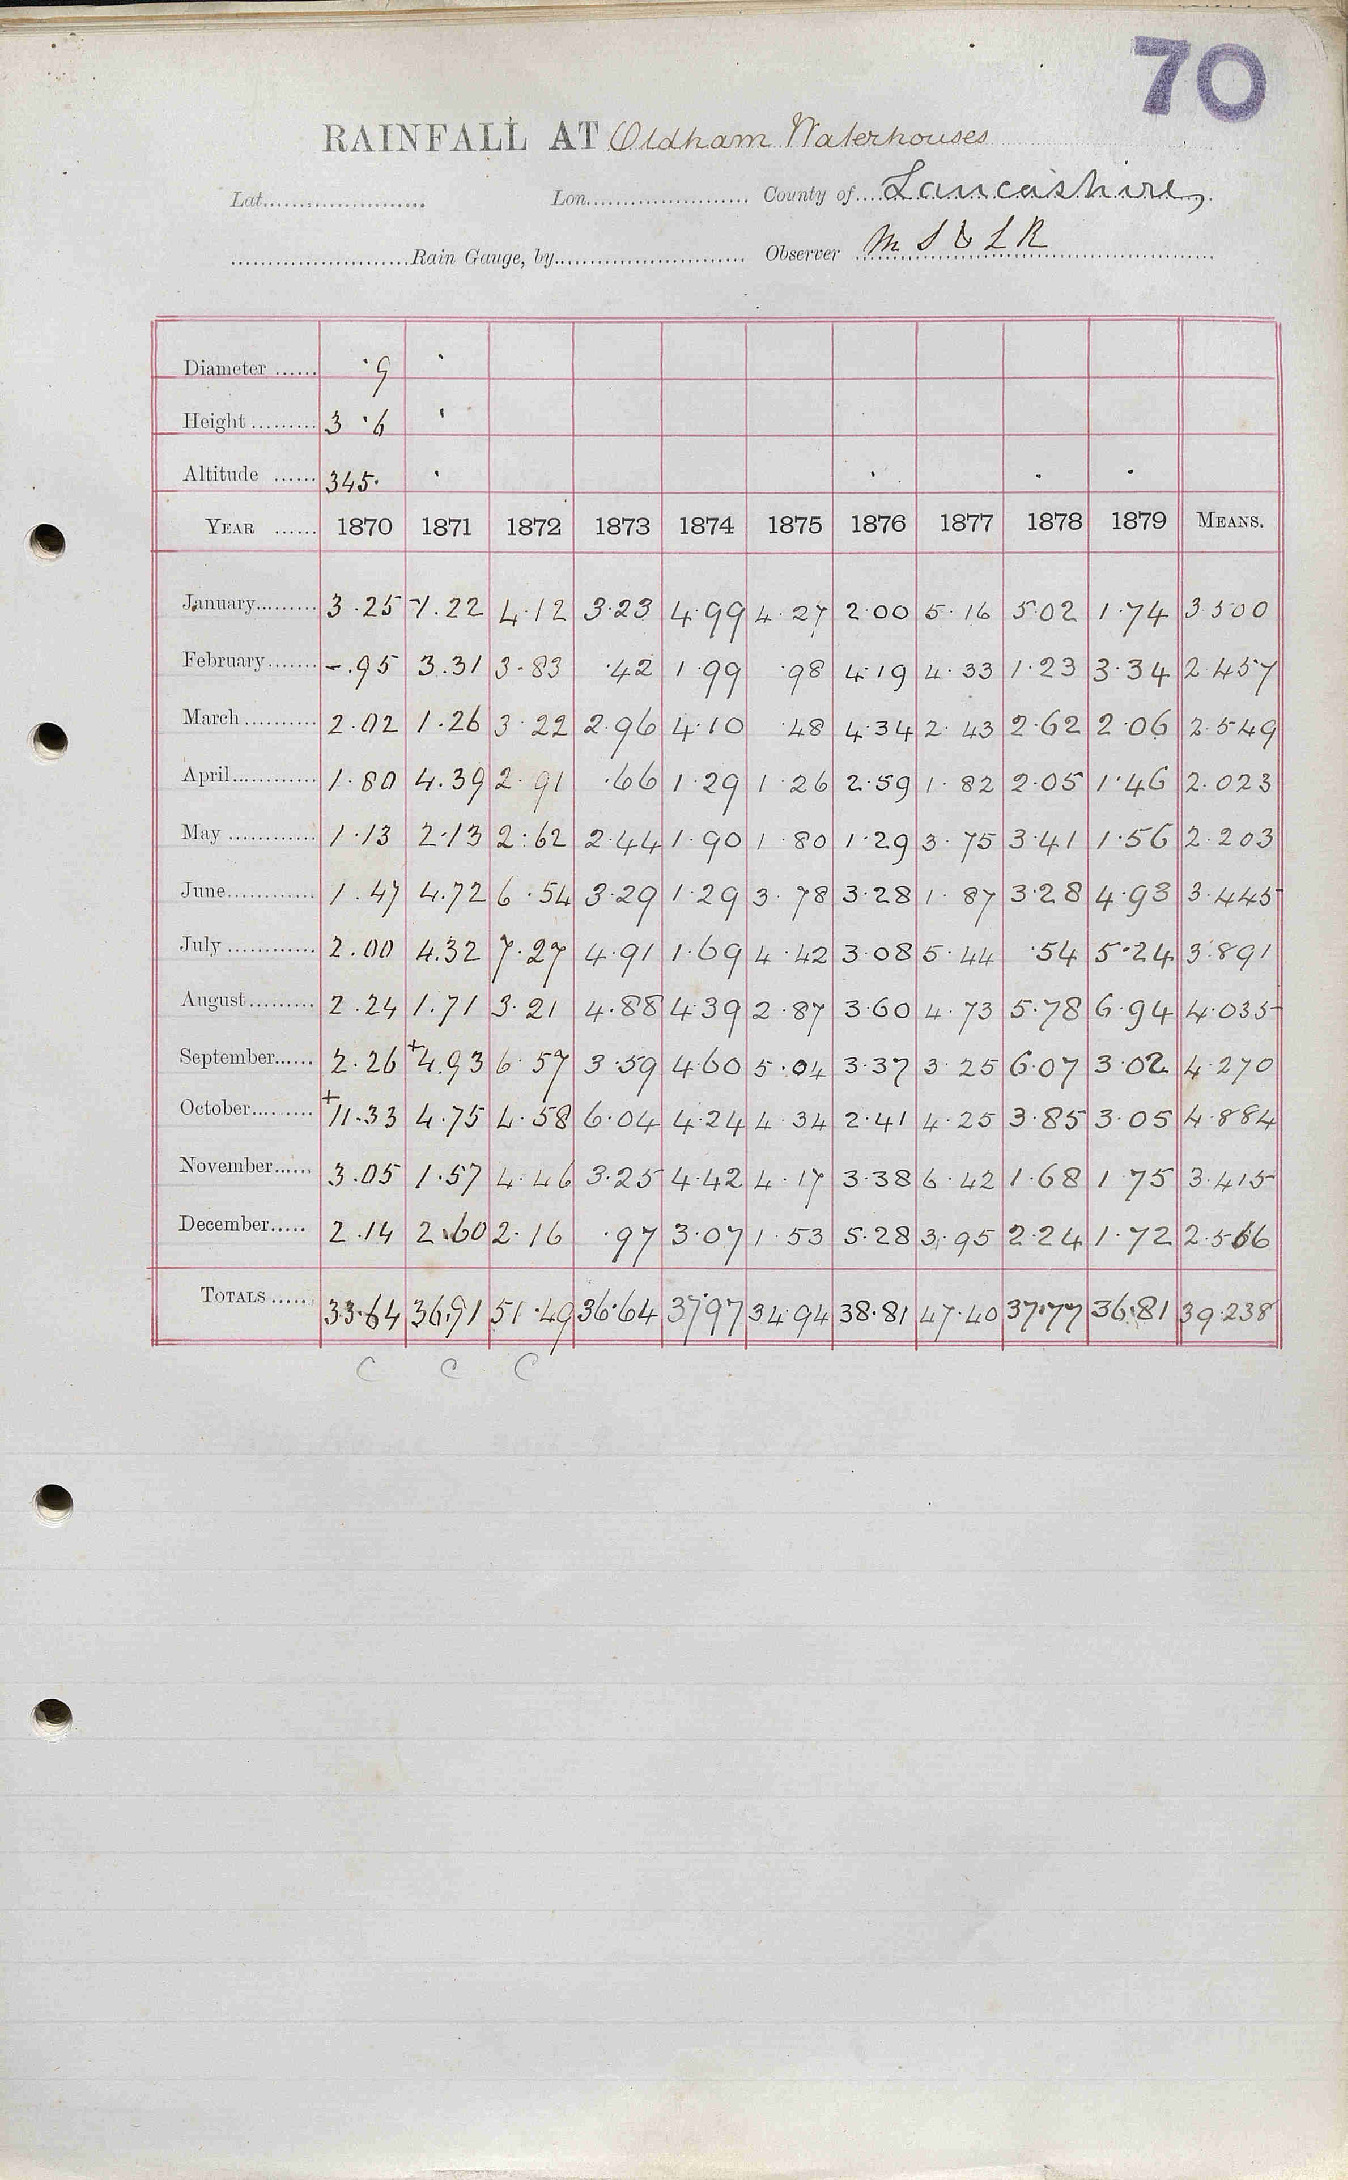 70
RAINFALL AT Oldham Waterhouses
Lat. Lon. County of Lancashire
Rain Gauge, by Observer M S & L R
Diameter 9
Height 3 . 6
Altitude 345.
YEAR 1870 1871 1872 1873 1874 1875 1876 1877 1878 1879 MEANS.
January 3.25 1.22 4.12 3.23 4.99 4.27 2.00 5.16 5.02 1.74 3.500
February -.95 3.31 3.83 .42 1.99 .98 4.19 4.33 1.23 3.34 2.457
March 2.02 1.26 3.22 2.96 4.10 .48 4.34 2.43 2.62 2.06 2.549
April 1.80 4.39 2.91 .66 1.29 1.26 2.59 1.82 2.05 1.46 2.023
May 1.13 2.13 2.62 2.44 1.90 1.80 1.29 3.75 3.41 1.56 2.203
June 1.47 4.72 6.54 3.29 1.29 3.78 3.28 1.87 3.28 4.93 3.445
July 2.00 4.32 7.27 4.91 1.69 4.42 3.08 5.44 .54 5.24 3.891
August 2.24 1.71 3.21 4.88 4.39 2.87 3.60 4.73 5.78 6.94 4.035
September 2.26 +4.93 6.57 3.59 4.60 5.04 3.37 3.25 6.07 3.02 4.270
October +11.33 4.75 4.58 6.04 4.24 4.34 2.41 4.25 3.85 3.05 4.884
November 3.05 1.57 4.46 3.25 4.42 4.17 3.38 6.42 1.68 1.75 3.415
December 2.14 2.60 2.16 .97 3.07 1.53 5.28 3.95 2.24 1.72 2.566
TOTALS 33.64 36.91 51.49 36.64 37.97 34.94 38.81 47.40 37.77 36.81 39.238
C C C